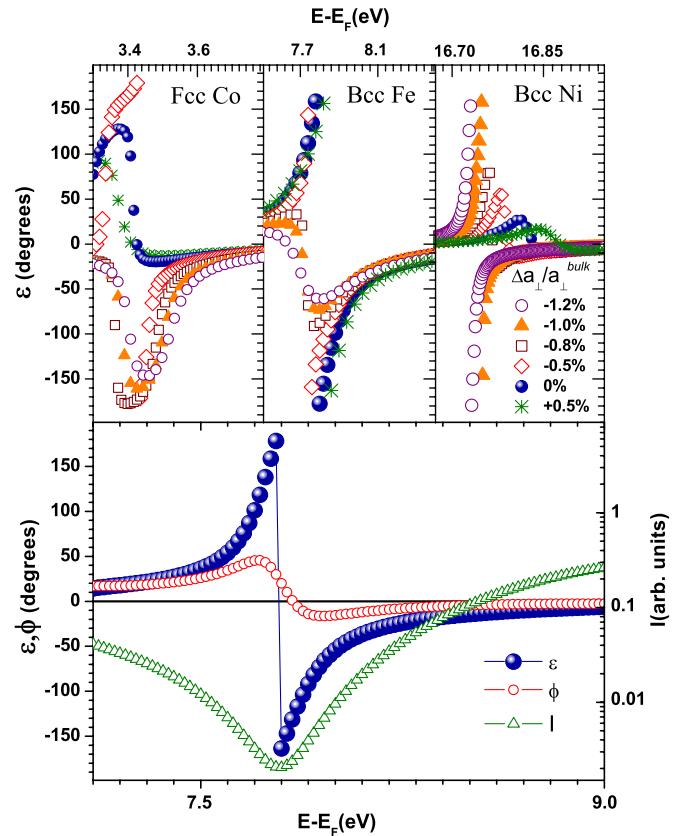 E-E_F(eV)
3.4 3.6 7.7 8.1 16.70 16.85
Fcc Co Bcc Fe Bcc Ni
150
100
50
0
-50
-100
-150
ε (degrees)
Δa⊥/a⊥^bulk
-1.2%
-1.0%
-0.8%
-0.5%
0%
+0.5%
150
100
50
0
-50
-100
-150
ε,ϕ (degrees)
1
0.1
0.01
I(arb. units)
ε
ϕ
I
7.5 9.0
E-E_F(eV)